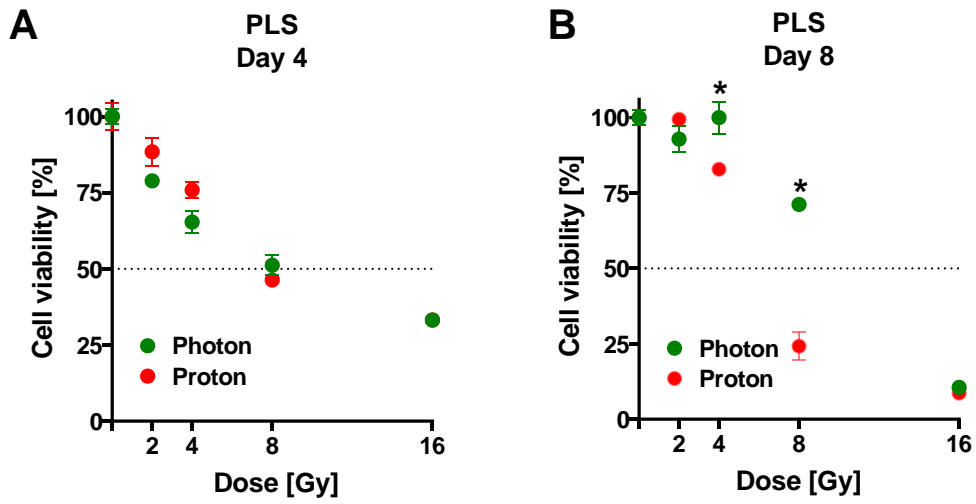 A
PLS
Day 4
Cell viability [%]
100
75
50
25
0
Photon
Proton
2 4 8 16
Dose [Gy]
B
PLS
Day 8
Cell viability [%]
*
100
75
*
50
25
0
Photon
Proton
2 4 8 16
Dose [Gy]